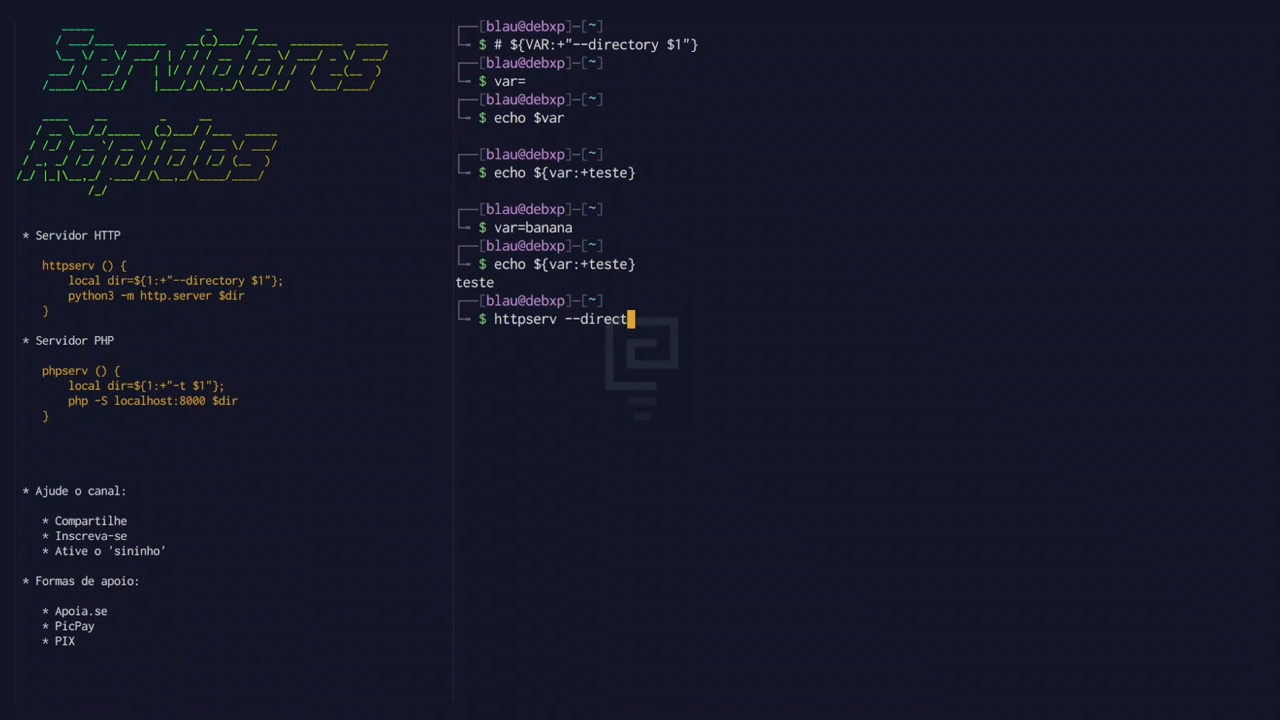 Servidores
Rápidos
* Servidor HTTP
httpserv () {
local dir=${1:+"--directory $1"};
python3 -m http.server $dir
}
* Servidor PHP
phpserv () {
local dir=${1:+"-t $1"};
php -S localhost:8000 $dir
}
* Ajude o canal:
* Compartilhe
* Inscreva-se
* Ative o 'sininho'
* Formas de apoio:
* Apoia.se
* PicPay
* PIX
[blau@debxp]-[~]
$ # ${VAR:+"--directory $1"}
[blau@debxp]-[~]
$ var=
[blau@debxp]-[~]
$ echo $var
[blau@debxp]-[~]
$ echo ${var:+teste}
[blau@debxp]-[~]
$ var=banana
[blau@debxp]-[~]
$ echo ${var:+teste}
teste
[blau@debxp]-[~]
$ httpserv --direct